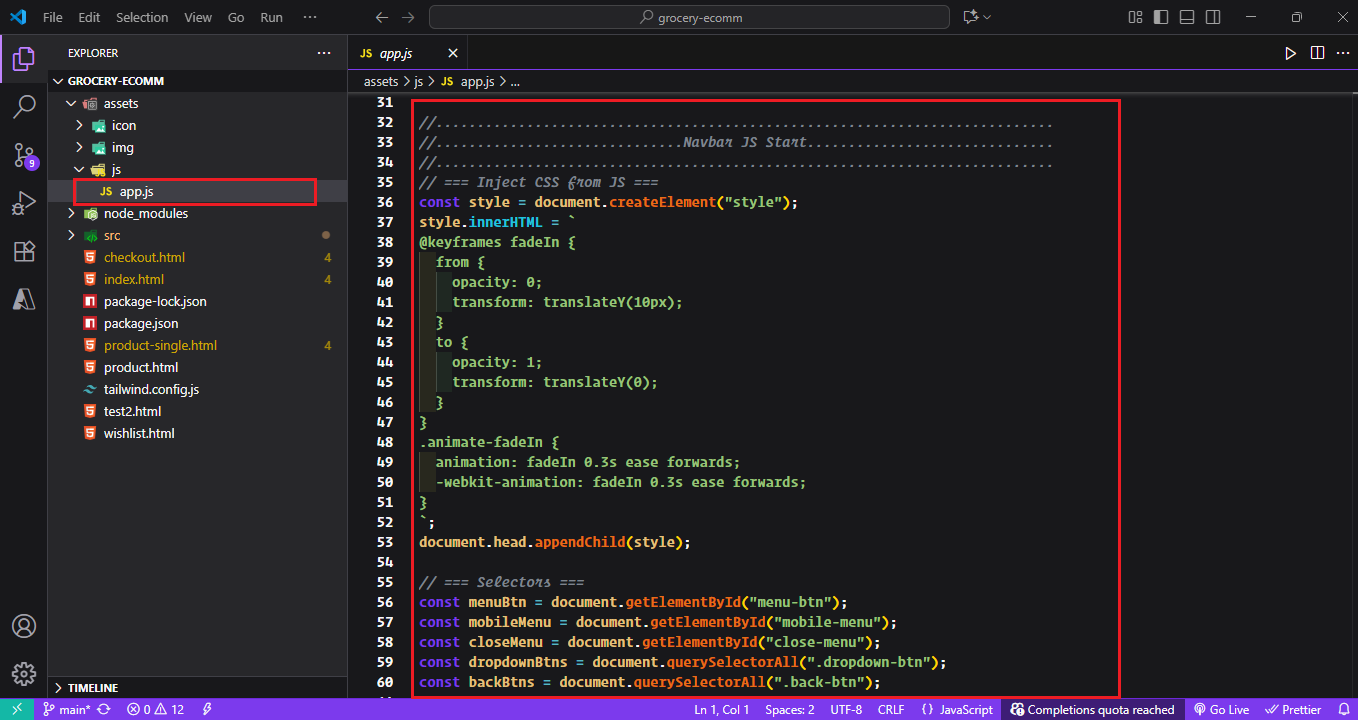 File Edit Selection View Go Run ... grocery-ecomm
EXPLORER ...
GROCERY-ECOMM
assets
icon
img
js
JS app.js
node_modules
src
checkout.html 4
index.html 4
package-lock.json
package.json
product-single.html 4
product.html
tailwind.config.js
test2.html
wishlist.html
TIMELINE
9
JS app.js
assets > js > JS app.js > ...
31
32 //...........................................................................
33 //..............................Navbar JS Start..............................
34 //...........................................................................
35 // === Inject CSS from JS ===
36 const style = document.createElement("style");
37 style.innerHTML = `
38 @keyframes fadeIn {
39 from {
40 opacity: 0;
41 transform: translateY(10px);
42 }
43 to {
44 opacity: 1;
45 transform: translateY(0);
46 }
47 }
48 .animate-fadeIn {
49 animation: fadeIn 0.3s ease forwards;
50 -webkit-animation: fadeIn 0.3s ease forwards;
51 }
52 `;
53 document.head.appendChild(style);
54
55 // === Selectors ===
56 const menuBtn = document.getElementById("menu-btn");
57 const mobileMenu = document.getElementById("mobile-menu");
58 const closeMenu = document.getElementById("close-menu");
59 const dropdownBtns = document.querySelectorAll(".dropdown-btn");
60 const backBtns = document.querySelectorAll(".back-btn");
main* 0 12 Ln 1, Col 1 Spaces: 2 UTF-8 CRLF {} JavaScript Completions quota reached Go Live Prettier